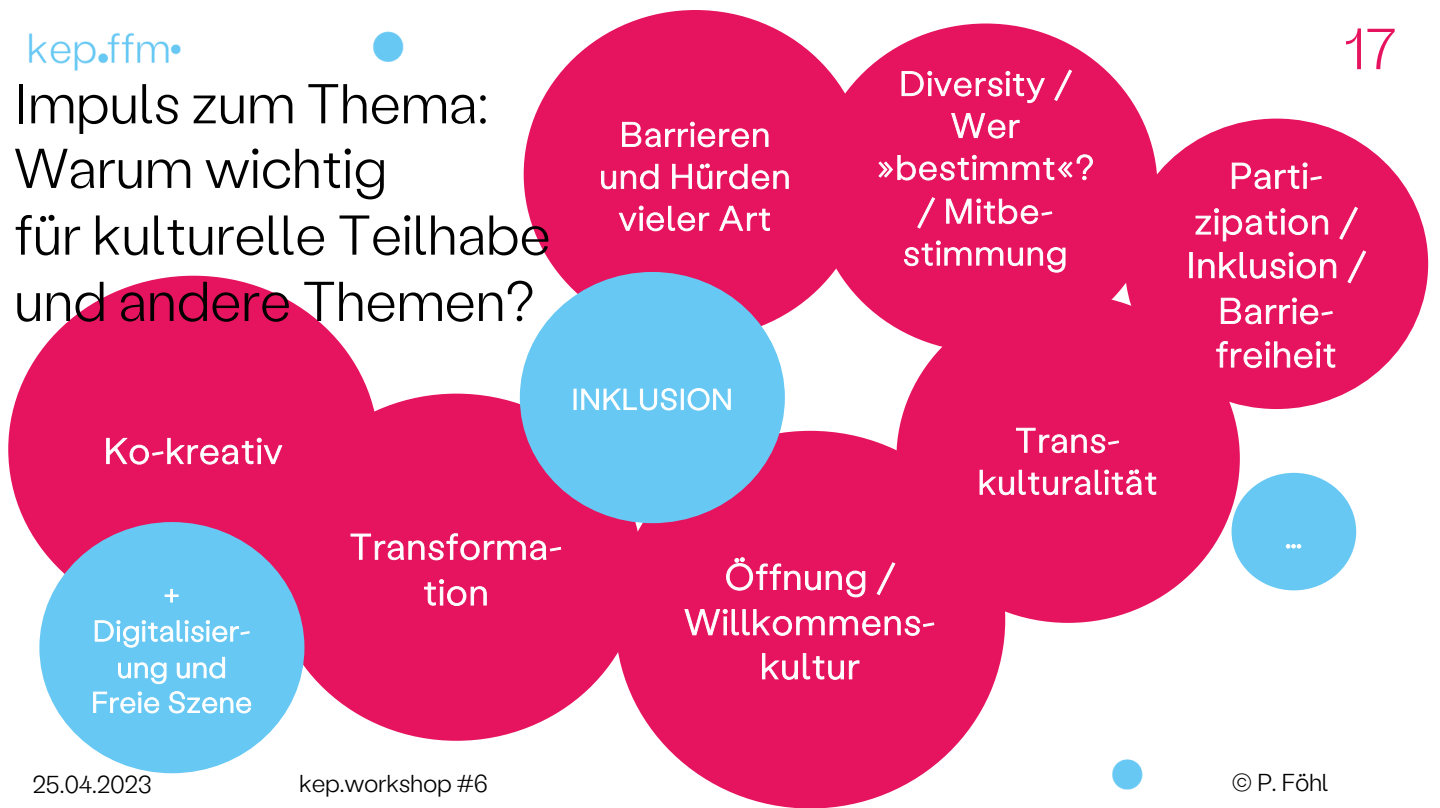 kep.ffm
17
Impuls zum Thema:
Warum wichtig
für kulturelle Teilhabe
und andere Themen?
Barrieren
und Hürden
vieler Art
Diversity /
Wer
»bestimmt«?
/ Mitbe-
stimmung
Parti-
zipation /
Inklusion /
Barrie-
freiheit
INKLUSION
Ko-kreativ
Trans-
kulturalität
Transforma-
tion
Öffnung /
Willkommens-
kultur
...
+
Digitalisier-
ung und
Freie Szene
25.04.2023
kep.workshop #6
© P. Föhl